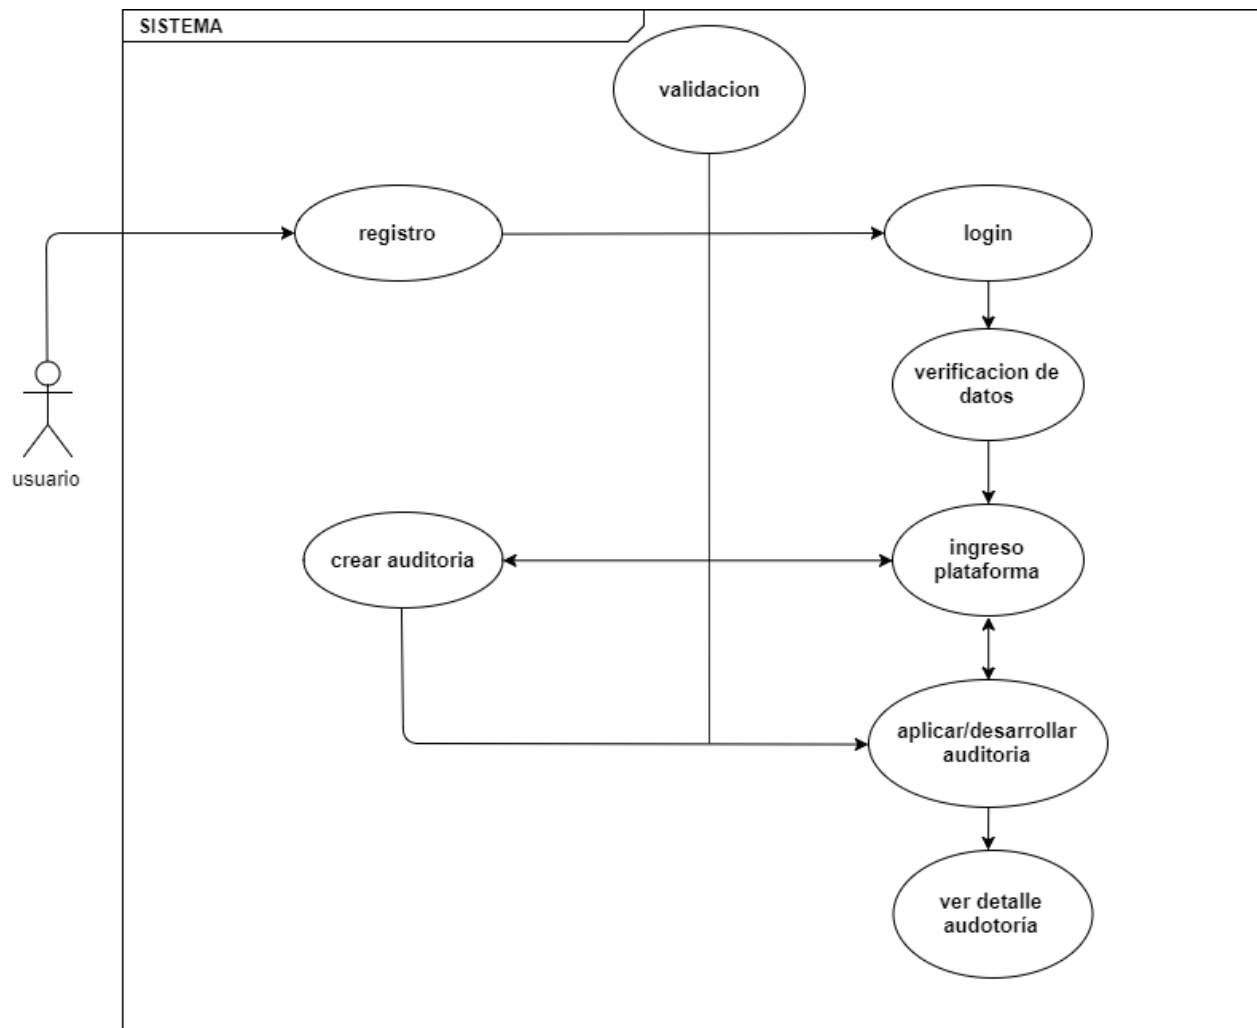 SISTEMA
validacion
registro
login
verificacion de
datos
usuario
crear auditoria
ingreso
plataforma
aplicar/desarrollar
auditoria
ver detalle
audotoría